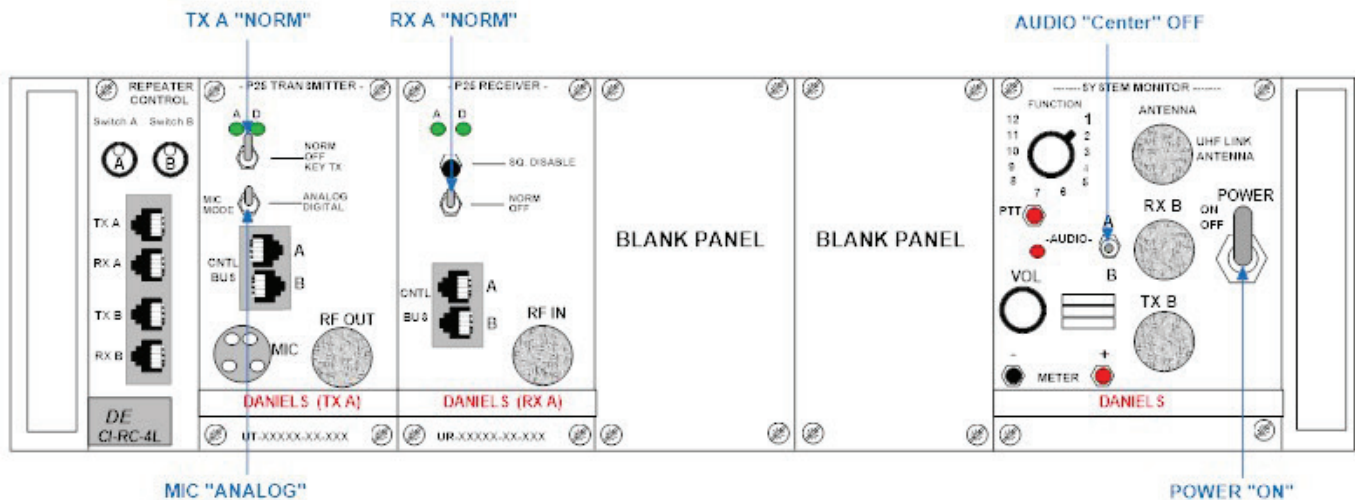 TX A "NORM"
RX A "NORM"
AUDIO "Center" OFF
REPEATER
CONTROL
Switch A Switch B
A B
TX A
RX A
TX B
RX B
DE
CI-RC-4L
- P25 TRANSMITTER -
A D
NORM
OFF
KEY TX
MIC
MODE
ANALOG
DIGITAL
CNTL
BUS
A
B
RF OUT
MIC
DANIELS (TX A)
UT-XXXXX-XX-XXX
- P25 RECEIVER -
A D
SQ. DISABLE
NORM
OFF
CNTL
BUS
A
B
RF IN
DANIELS (RX A)
UR-XXXXX-XX-XXX
BLANK PANEL
BLANK PANEL
------- SYSTEM MONITOR -------
FUNCTION
12 1
11 2
10 3
9 4
8 5
7 6
PTT
-AUDIO-
A
B
VOL
- METER +
ANTENNA
UHF LINK
ANTENNA
RX B
TX B
POWER
ON
OFF
DANIELS
MIC "ANALOG"
POWER "ON"